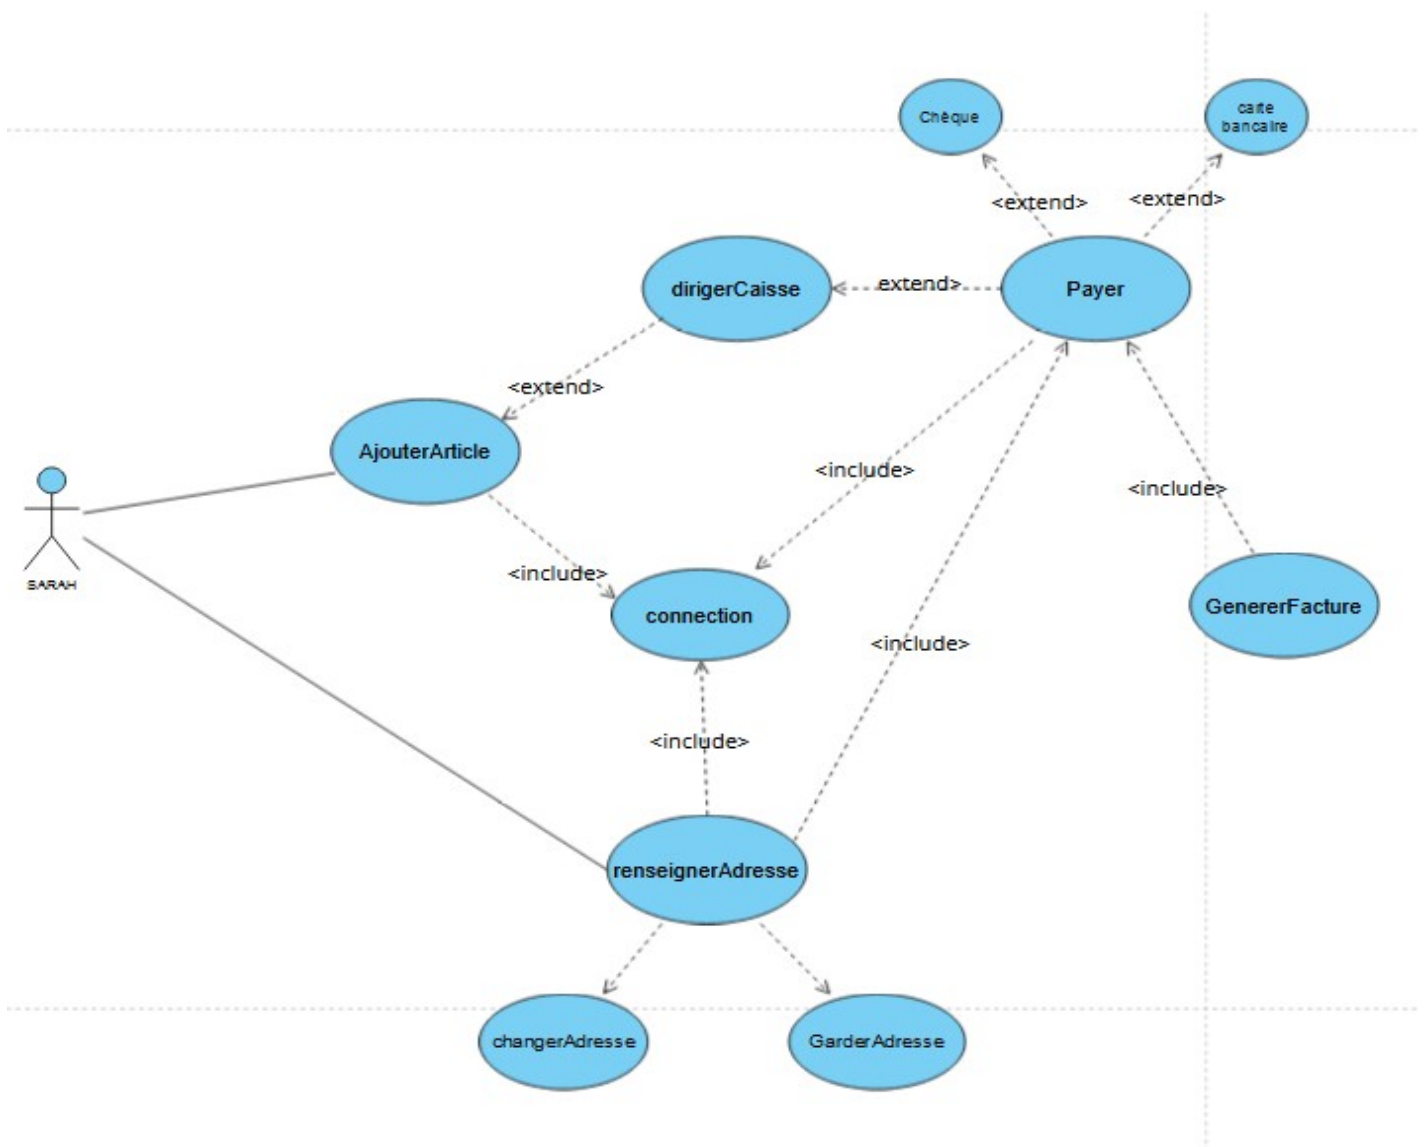 Chèque
carte
bancaire
<extend>
<extend>
dirigerCaisse
extend>
Payer
<extend>
AjouterArticle
<include>
<include>
SARAH
<include>
connection
GenererFacture
<include>
<include>
renseignerAdresse
changerAdresse
GarderAdresse